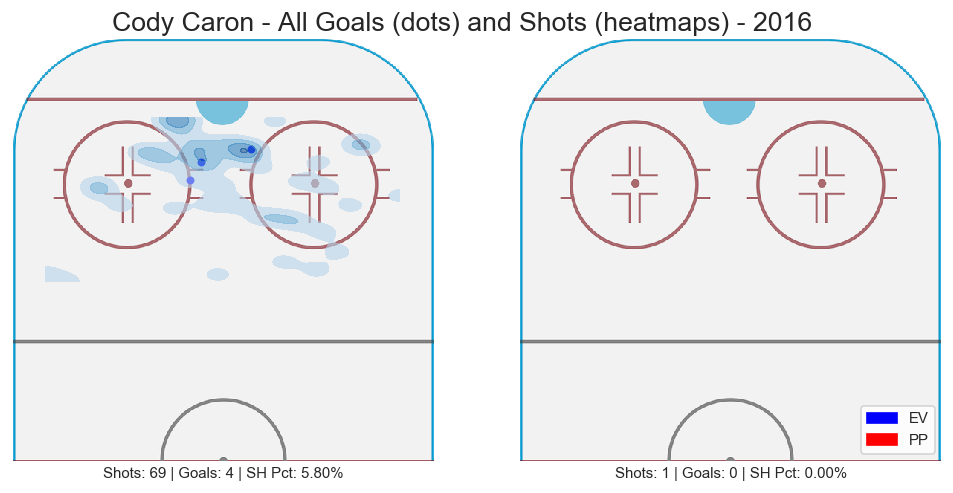 Cody Caron - All Goals (dots) and Shots (heatmaps) - 2016
EV
PP
Shots: 69 | Goals: 4 | SH Pct: 5.80%
Shots: 1 | Goals: 0 | SH Pct: 0.00%